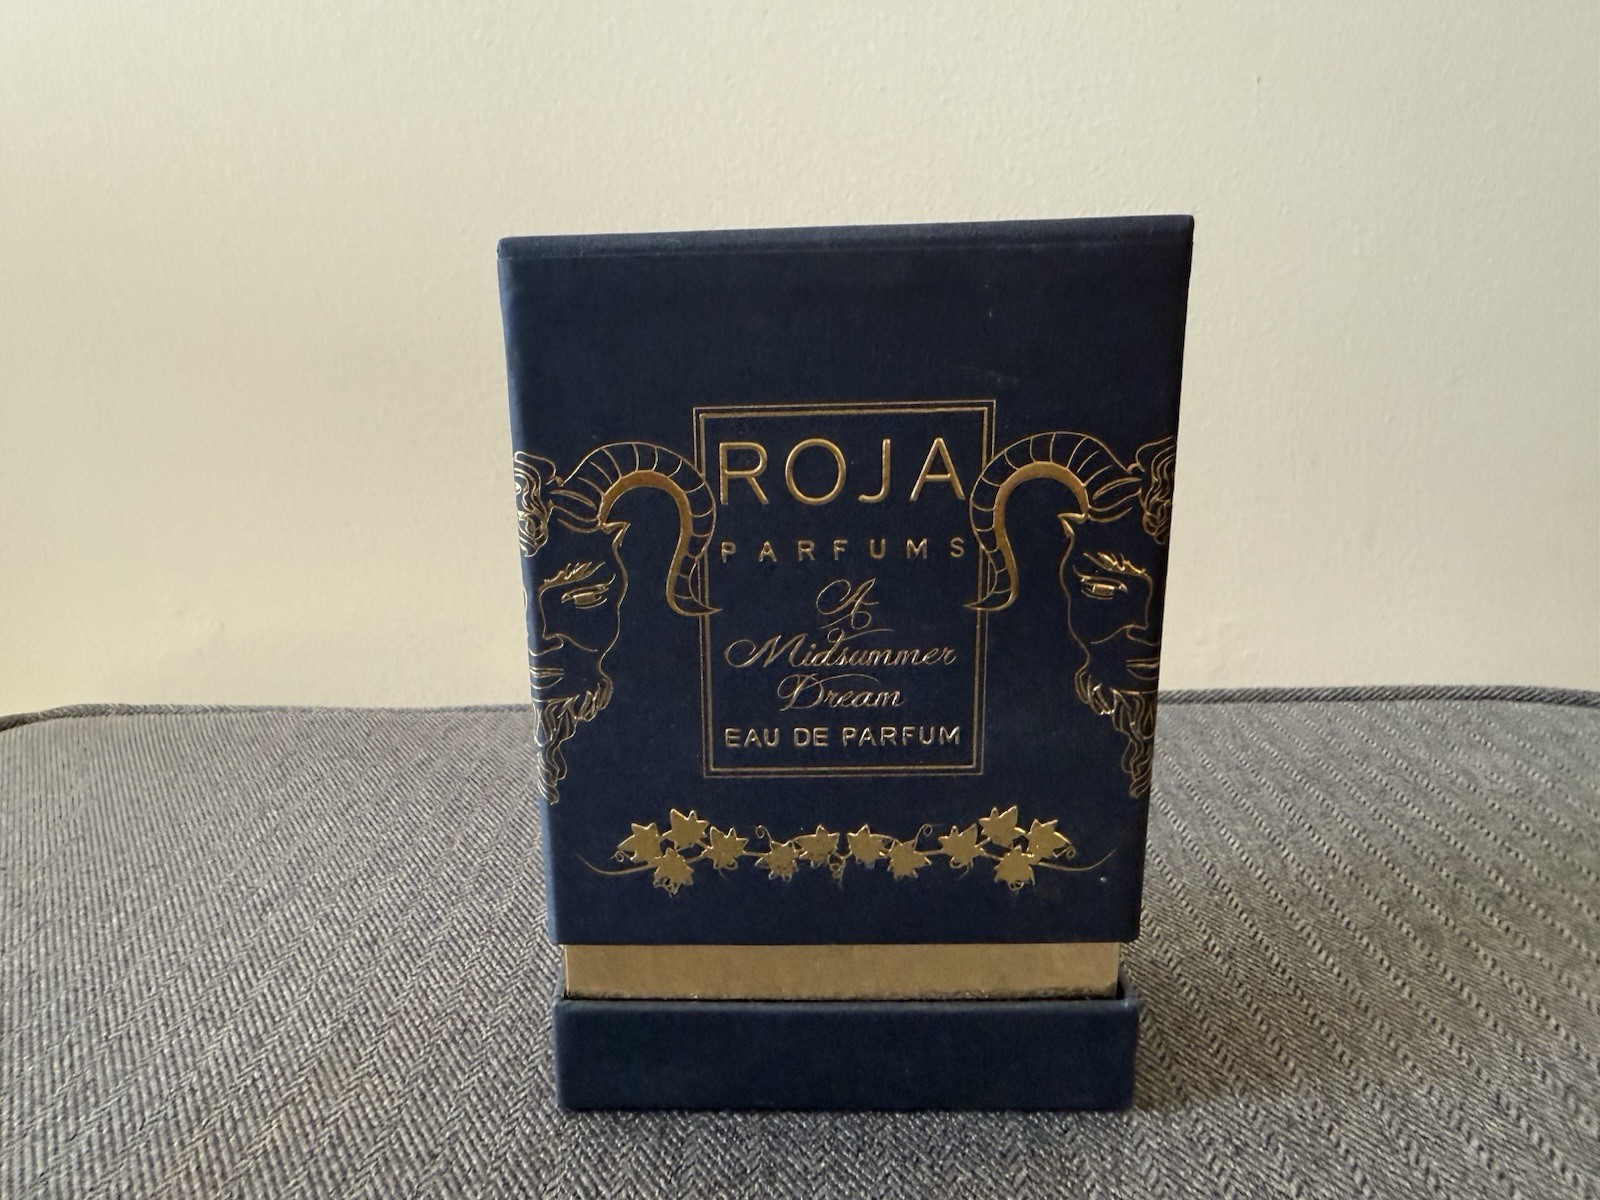 ROJA
PARFUMS
A
Midsummer
Dream
EAU DE PARFUM